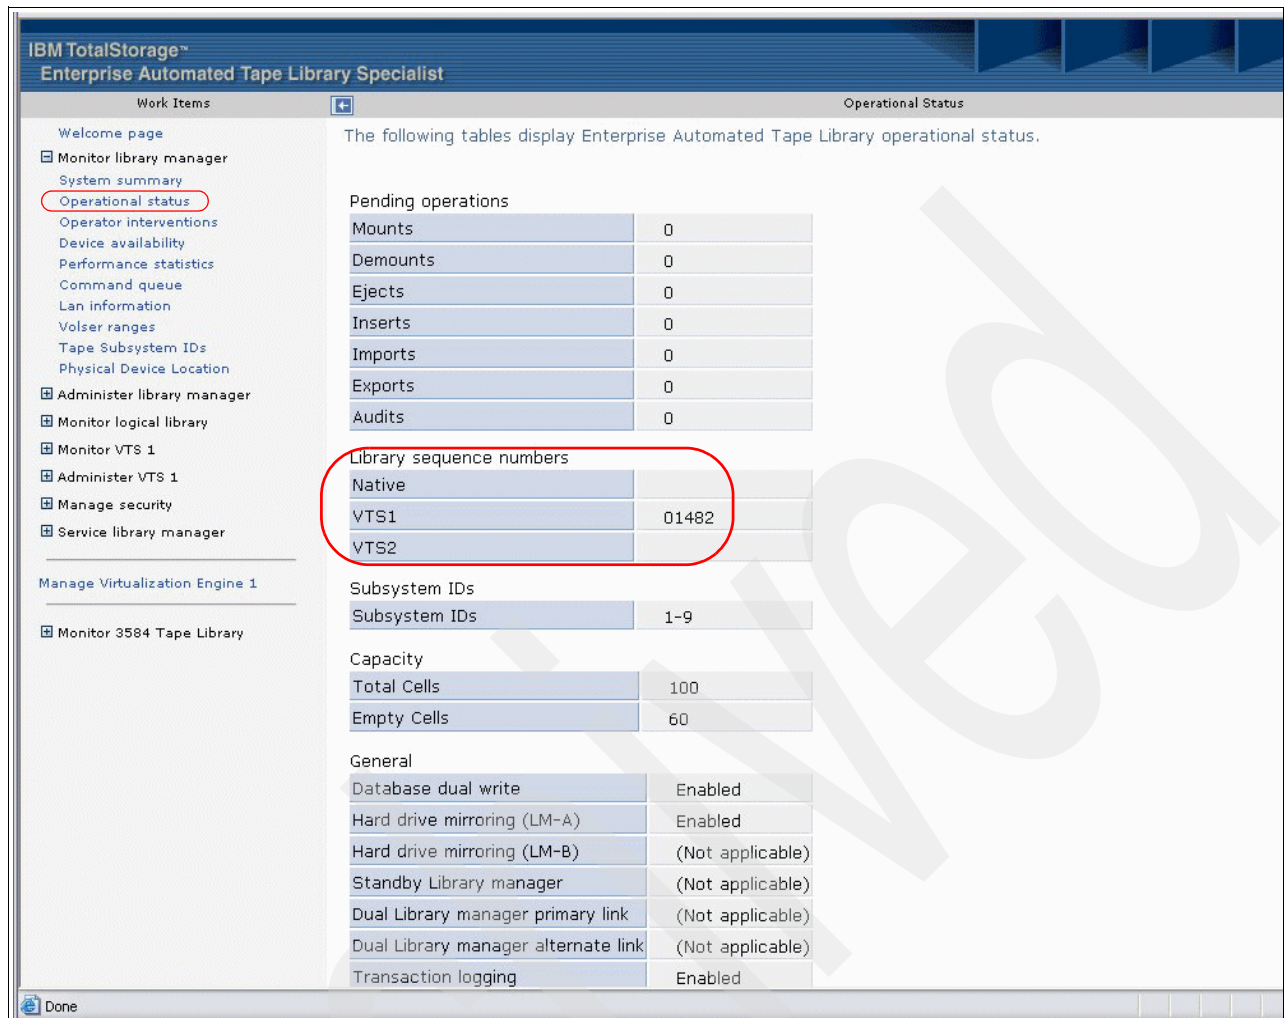 IBM TotalStorage™
Enterprise Automated Tape Library Specialist
Work Items
Operational Status
Welcome page
Monitor library manager
System summary
Operational status
Operator interventions
Device availability
Performance statistics
Command queue
Lan information
Volser ranges
Tape Subsystem IDs
Physical Device Location
Administer library manager
Monitor logical library
Monitor VTS 1
Administer VTS 1
Manage security
Service library manager
Manage Virtualization Engine 1
Monitor 3584 Tape Library
The following tables display Enterprise Automated Tape Library operational status.
Pending operations
Mounts 0
Demounts 0
Ejects 0
Inserts 0
Imports 0
Exports 0
Audits 0
Library sequence numbers
Native
VTS1 01482
VTS2
Subsystem IDs
Subsystem IDs 1-9
Capacity
Total Cells 100
Empty Cells 60
General
Database dual write Enabled
Hard drive mirroring (LM-A) Enabled
Hard drive mirroring (LM-B) (Not applicable)
Standby Library manager (Not applicable)
Dual Library manager primary link (Not applicable)
Dual Library manager alternate link (Not applicable)
Transaction logging Enabled
Done